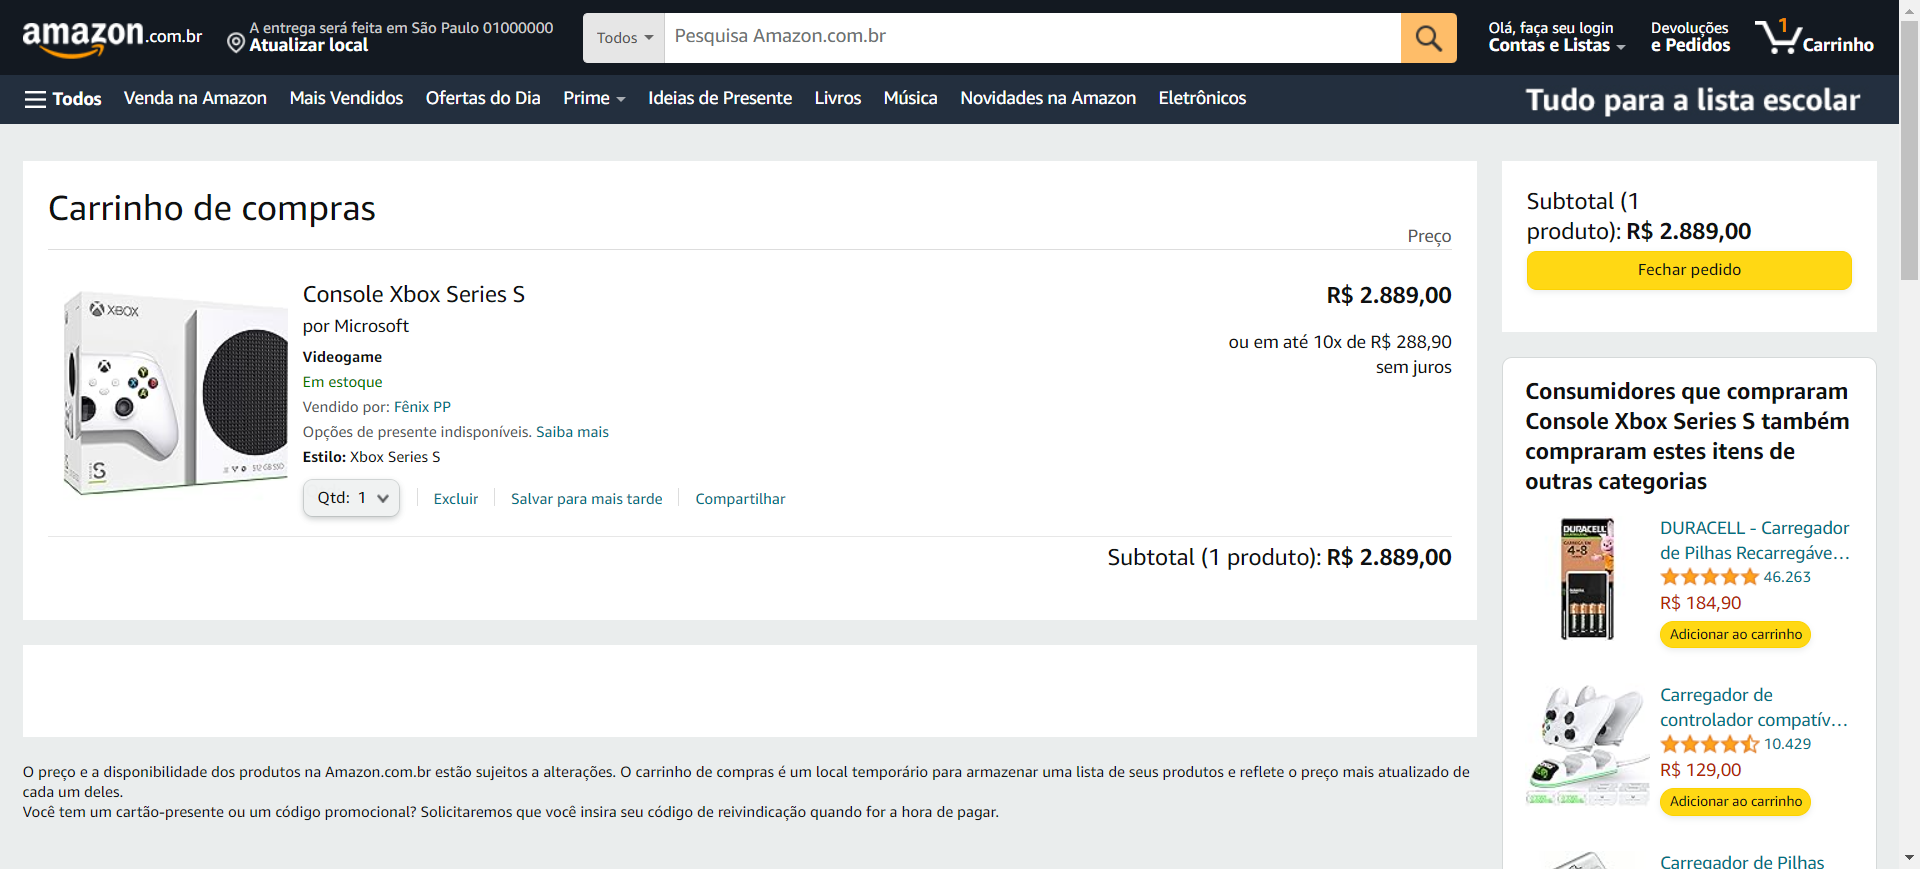 amazon.com.br
A entrega será feita em São Paulo 01000000
Atualizar local
Todos
Pesquisa Amazon.com.br
Olá, faça seu login
Contas e Listas
Devoluções
e Pedidos
1
Carrinho
Todos
Venda na Amazon
Mais Vendidos
Ofertas do Dia
Prime
Ideias de Presente
Livros
Música
Novidades na Amazon
Eletrônicos
Tudo para a lista escolar
Carrinho de compras
Preço
XBOX
S
512 GB SSD
Console Xbox Series S
por Microsoft
Videogame
Em estoque
Vendido por: Fênix PP
Opções de presente indisponíveis. Saiba mais
Estilo: Xbox Series S
Qtd: 1
Excluir
Salvar para mais tarde
Compartilhar
R$ 2.889,00
ou em até 10x de R$ 288,90
sem juros
Subtotal (1 produto): R$ 2.889,00
O preço e a disponibilidade dos produtos na Amazon.com.br estão sujeitos a alterações. O carrinho de compras é um local temporário para armazenar uma lista de seus produtos e reflete o preço mais atualizado de
cada um deles.
Você tem um cartão-presente ou um código promocional? Solicitaremos que você insira seu código de reivindicação quando for a hora de pagar.
Subtotal (1
produto): R$ 2.889,00
Fechar pedido
Consumidores que compraram
Console Xbox Series S também
compraram estes itens de
outras categorias
DURACELL
4-8
DURACELL - Carregador
de Pilhas Recarregáve...
46.263
R$ 184,90
Adicionar ao carrinho
Carregador de
controlador compatív...
10.429
R$ 129,00
Adicionar ao carrinho
Carregador de Pilhas